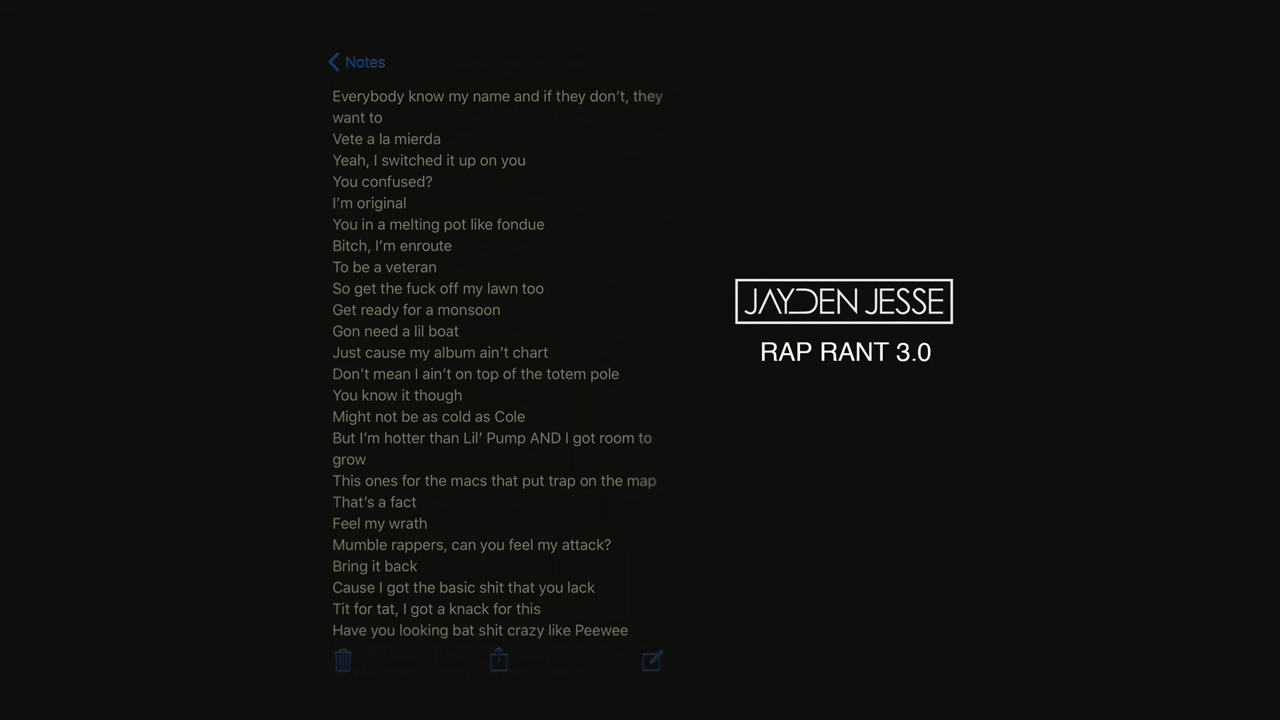 Notes
Everybody know my name and if they don't, they
want to
Vete a la mierda
Yeah, I switched it up on you
You confused?
I'm original
You in a melting pot like fondue
Bitch, I'm enroute
To be a veteran
So get the fuck off my lawn too
Get ready for a monsoon
Gon need a lil boat
Just cause my album ain't chart
Don't mean I ain't on top of the totem pole
You know it though
Might not be as cold as Cole
But I'm hotter than Lil' Pump AND I got room to
grow
This ones for the macs that put trap on the map
That's a fact
Feel my wrath
Mumble rappers, can you feel my attack?
Bring it back
Cause I got the basic shit that you lack
Tit for tat, I got a knack for this
Have you looking bat shit crazy like Peewee
JAYDEN JESSE
RAP RANT 3.0